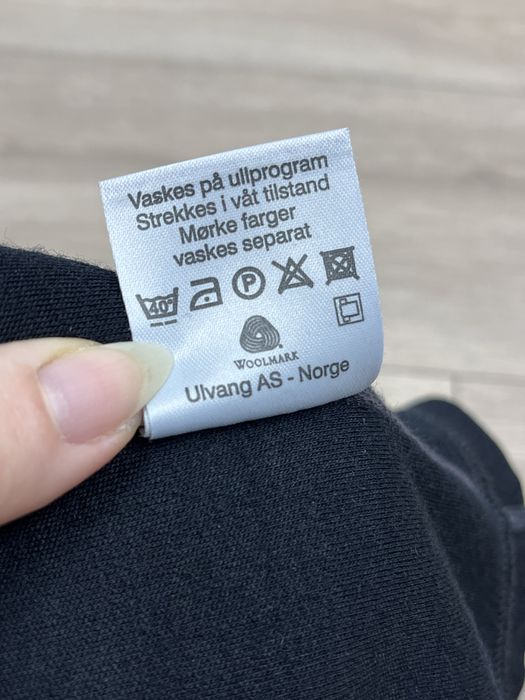 Vaskes på ullprogram
Strekkes i våt tilstand
Mørke farger
vaskes separat
40° P
WOOLMARK
Ulvang AS - Norge